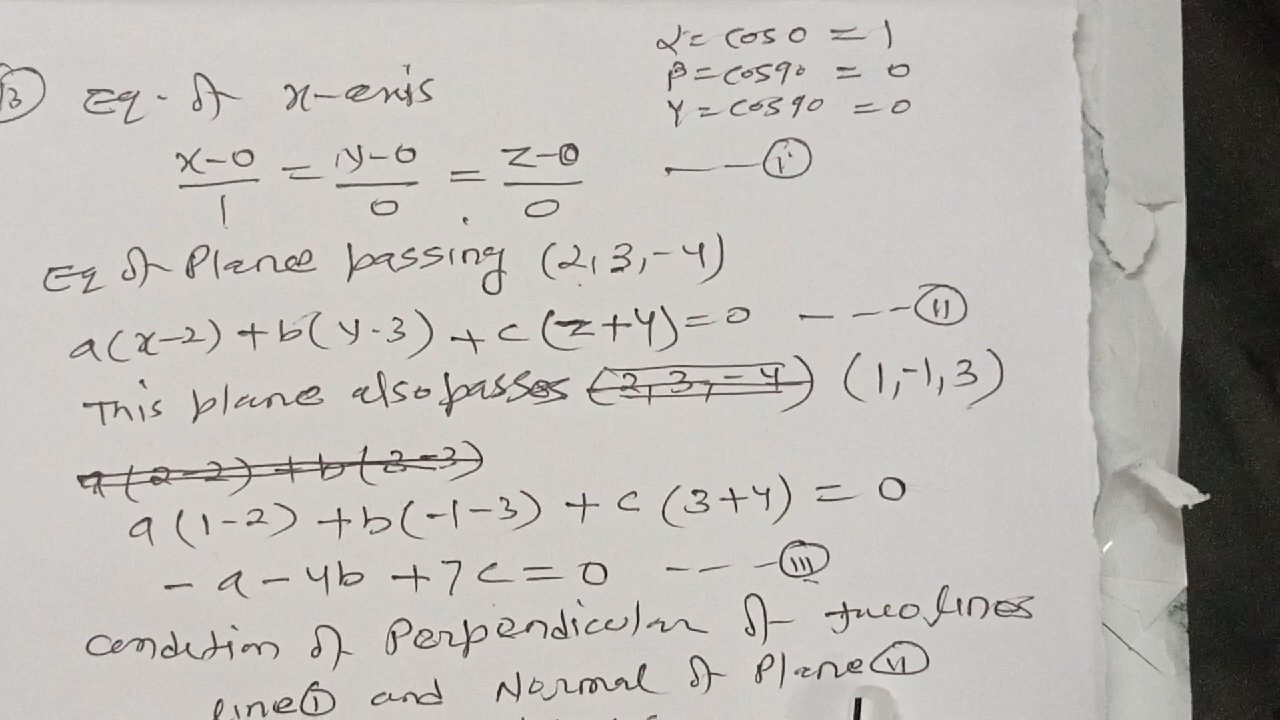 α = cos 0 = 1
β = cos 90 = 0
γ = cos 90 = 0
(3) Eq. of x-axis
x-0/1 = y-0/0 = z-0/0 --- (i)
Eq of Plane passing (2,3,-4)
a(x-2) + b(y-3) + c(z+4) = 0 --- (ii)
This plane also passes (2,3,-4) (1,-1,3)
a(2-2) + b(3-3)
a(1-2) + b(-1-3) + c(3+4) = 0
-a-4b+7c=0 --- (iii)
condition of Perpendicular of two lines
line (i) and Normal of Plane (ii)